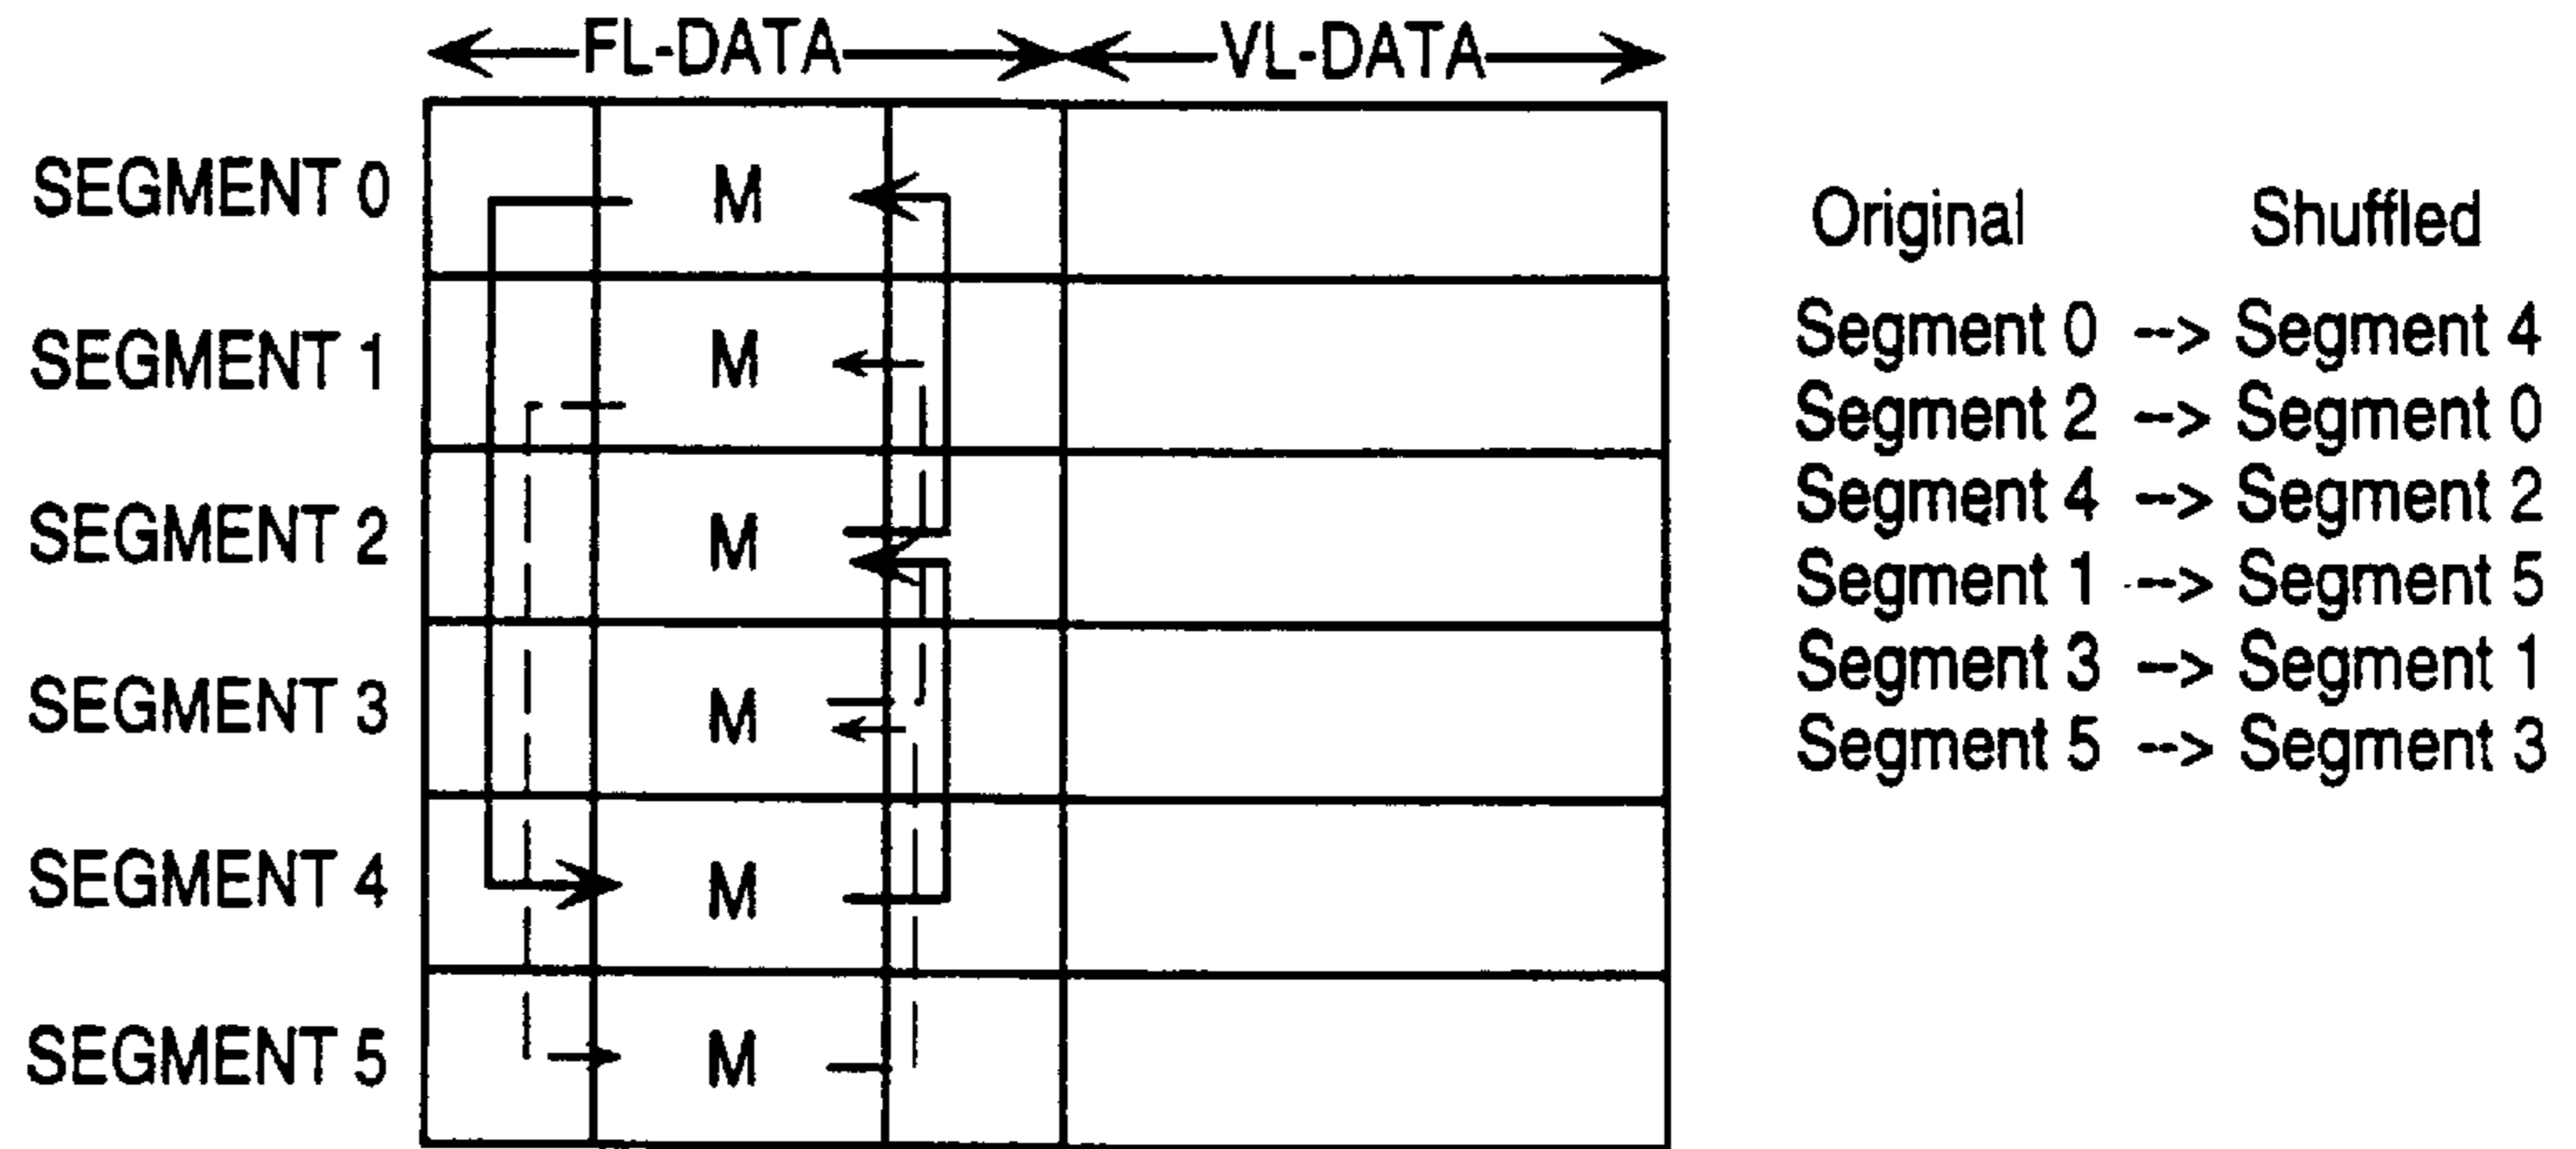 FL-DATA VL-DATA
SEGMENT 0 M
SEGMENT 1 M
SEGMENT 2 M
SEGMENT 3 M
SEGMENT 4 M
SEGMENT 5 M
Original Shuffled
Segment 0 --> Segment 4
Segment 2 --> Segment 0
Segment 4 --> Segment 2
Segment 1 --> Segment 5
Segment 3 --> Segment 1
Segment 5 --> Segment 3